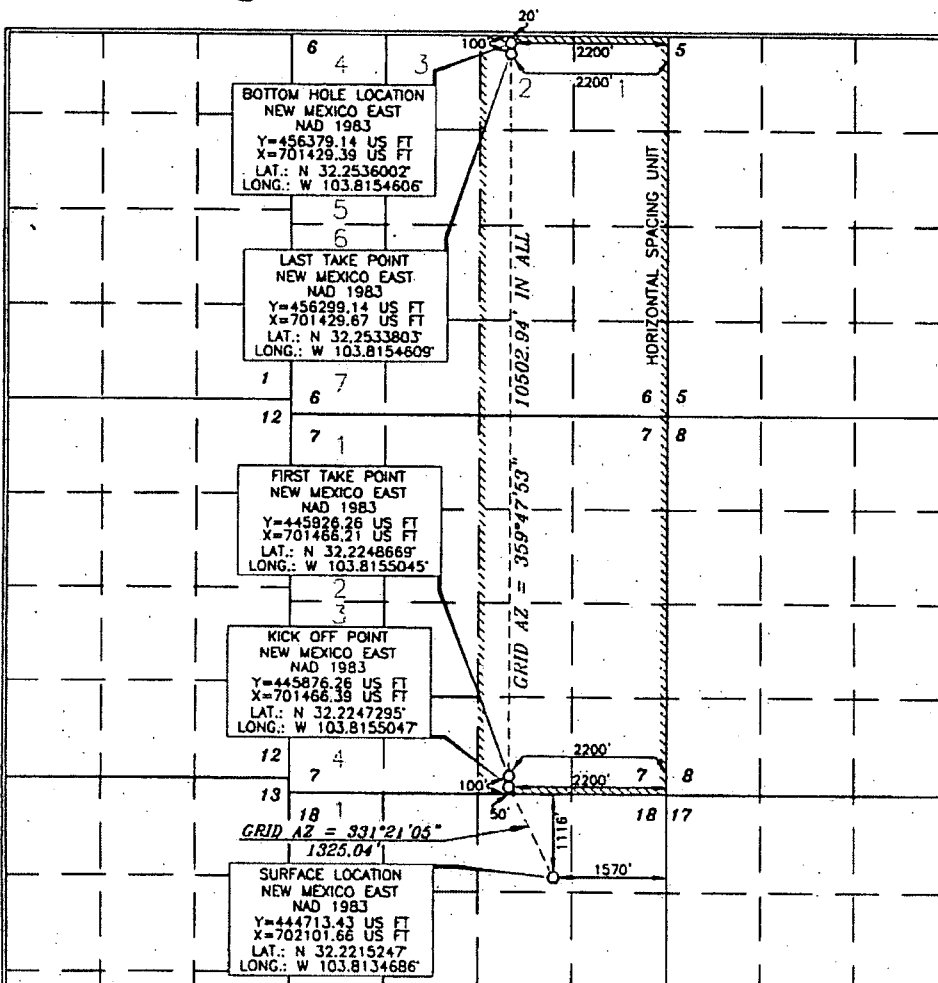 20'
6
4
3
100'
2200'
5
2200'
2
1
BOTTOM HOLE LOCATION
NEW MEXICO EAST
NAD 1983
Y=456379.14 US FT
X=701429.39 US FT
LAT.: N 32.2536002°
LONG.: W 103.8154606°
HORIZONTAL SPACING UNIT
5
6
LAST TAKE POINT
NEW MEXICO EAST
NAD 1983
Y=456299.14 US FT
X=701429.67 US FT
LAT.: N 32.2533803°
LONG.: W 103.8154609°
GRID AZ = 359°47'53"
10502.94' IN ALL
1
6
7
6
5
12
7
1
7
8
FIRST TAKE POINT
NEW MEXICO EAST
NAD 1983
Y=445926.26 US FT
X=701466.21 US FT
LAT.: N 32.2248669°
LONG.: W 103.8155045°
2
3
KICK OFF POINT
NEW MEXICO EAST
NAD 1983
Y=445876.26 US FT
X=701466.39 US FT
LAT.: N 32.2247295°
LONG.: W 103.8155047°
12
7
4
2200'
7
8
100'
2200'
13
18
1
50'
18
17
1116'
GRID AZ = 331°21'05"
1325.04'
1570'
SURFACE LOCATION
NEW MEXICO EAST
NAD 1983
Y=444713.43 US FT
X=702101.66 US FT
LAT.: N 32.2215247°
LONG.: W 103.8134686°